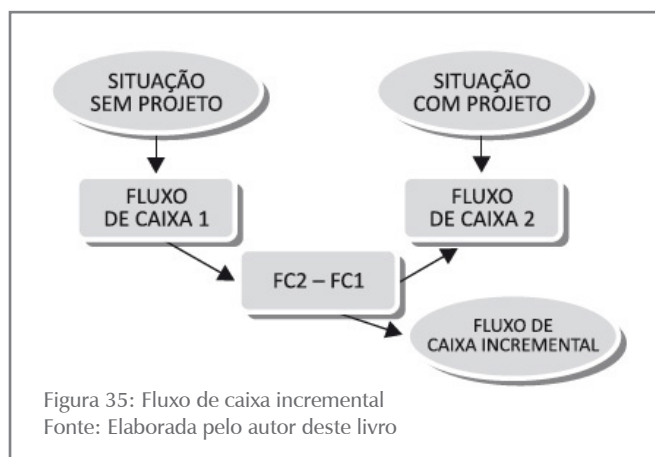 SITUAÇÃO
SEM PROJETO
SITUAÇÃO
COM PROJETO
FLUXO
DE CAIXA 1
FLUXO
DE CAIXA 2
FC2 – FC1
FLUXO DE
CAIXA INCREMENTAL
Figura 35: Fluxo de caixa incremental
Fonte: Elaborada pelo autor deste livro